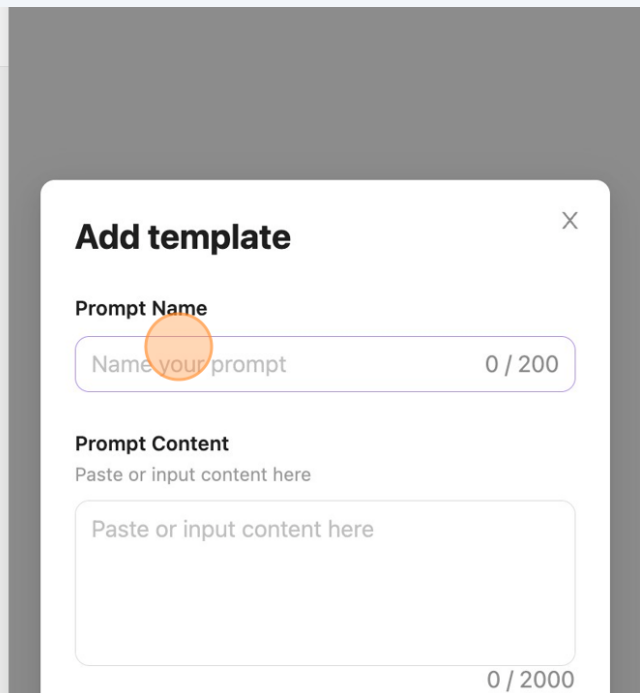 Add template
X
Prompt Name
Name your prompt 0 / 200
Prompt Content
Paste or input content here
Paste or input content here
0 / 2000